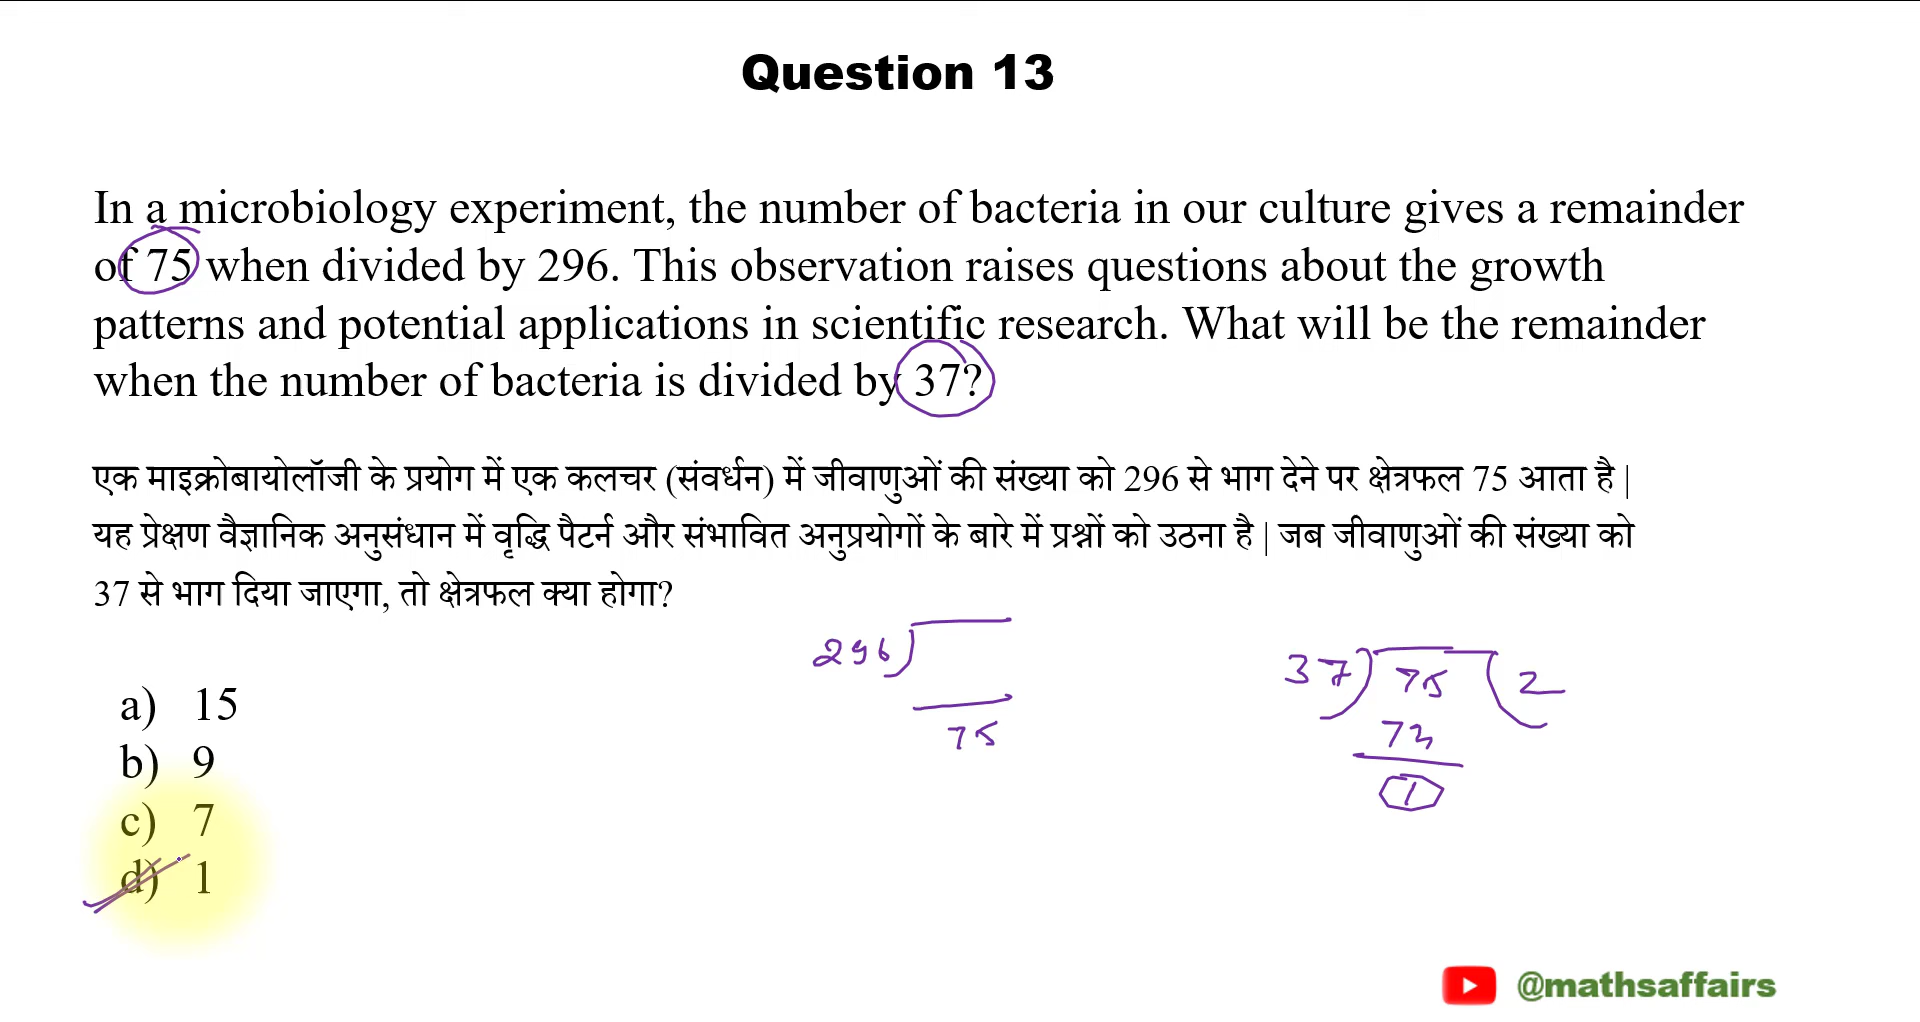 Question 13
In a microbiology experiment, the number of bacteria in our culture gives a remainder
of 75 when divided by 296. This observation raises questions about the growth
patterns and potential applications in scientific research. What will be the remainder
when the number of bacteria is divided by 37?
एक माइक्रोबायोलॉजी के प्रयोग में एक कलचर (संवर्धन) में जीवाणुओं की संख्या को 296 से भाग देने पर क्षेत्रफल 75 आता है |
यह प्रेक्षण वैज्ञानिक अनुसंधान में वृद्धि पैटर्न और संभावित अनुप्रयोगों के बारे में प्रश्नों को उठना है | जब जीवाणुओं की संख्या को
37 से भाग दिया जाएगा, तो क्षेत्रफल क्या होगा?
296)
75
37) 75 (2
1
a) 15
b) 9
c) 7
d) 1
@mathsaffairs